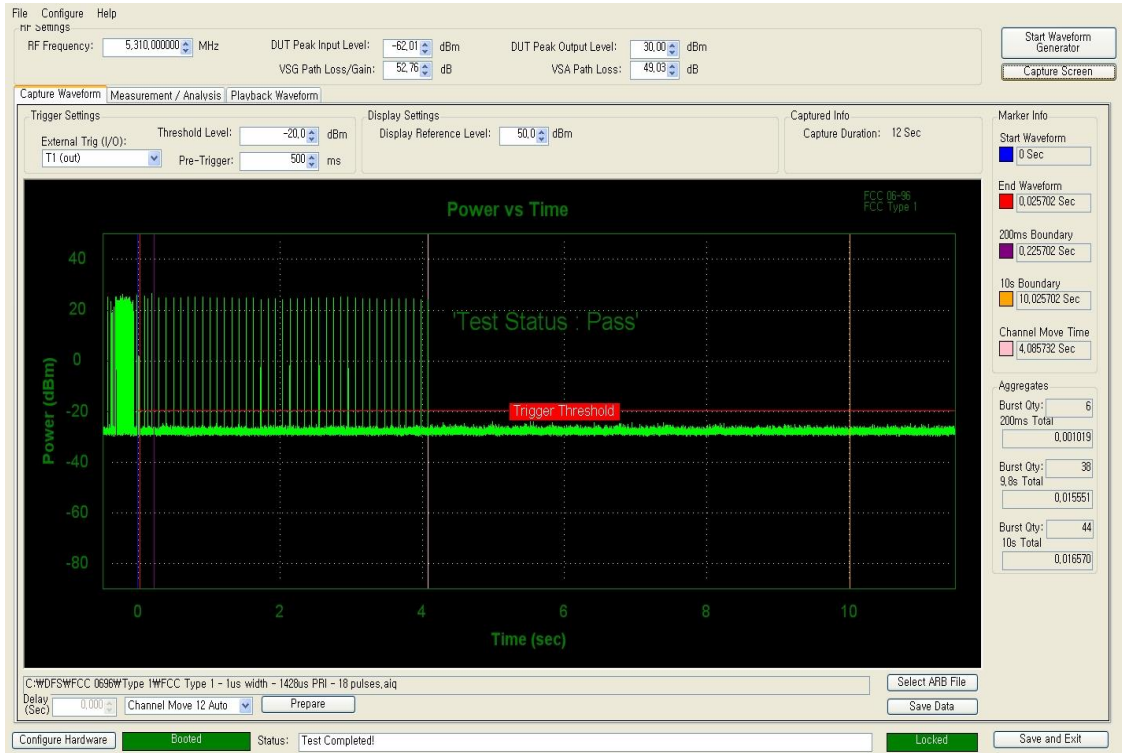 File Configure Help
RF Settings
RF Frequency: 5,310,000000 MHz DUT Peak Input Level: -62,01 dBm DUT Peak Output Level: 30,00 dBm
VSG Path Loss/Gain: 52,76 dB VSA Path Loss: 49,03 dB
Start Waveform
Generator
Capture Screen
Capture Waveform Measurement / Analysis Playback Waveform
Trigger Settings
External Trig (I/O):
T1 (out)
Threshold Level: -20,0 dBm
Pre-Trigger: 500 ms
Display Settings
Display Reference Level: 50,0 dBm
Captured Info
Capture Duration: 12 Sec
Marker Info
Start Waveform
0 Sec
End Waveform
0,025702 Sec
200ms Boundary
0,225702 Sec
10s Boundary
10,025702 Sec
Channel Move Time
4,085732 Sec
Aggregates
Burst Qty: 6
200ms Total
0,001019
Burst Qty: 38
9,8s Total
0,015551
Burst Qty: 44
10s Total
0,016570
Power vs Time
FCC 06-96
FCC Type 1
'Test Status : Pass'
Trigger Threshold
Power (dBm)
40
20
0
-20
-40
-60
-80
0 2 4 6 8 10
Time (sec)
C:₩DFS₩FCC 0696₩Type 1₩FCC Type 1 - 1us width - 1428us PRI - 18 pulses,aiq
Select ARB File
Delay
(Sec) 0,000 Channel Move 12 Auto Prepare
Save Data
Configure Hardware Booted Status: Test Completed! Locked Save and Exit